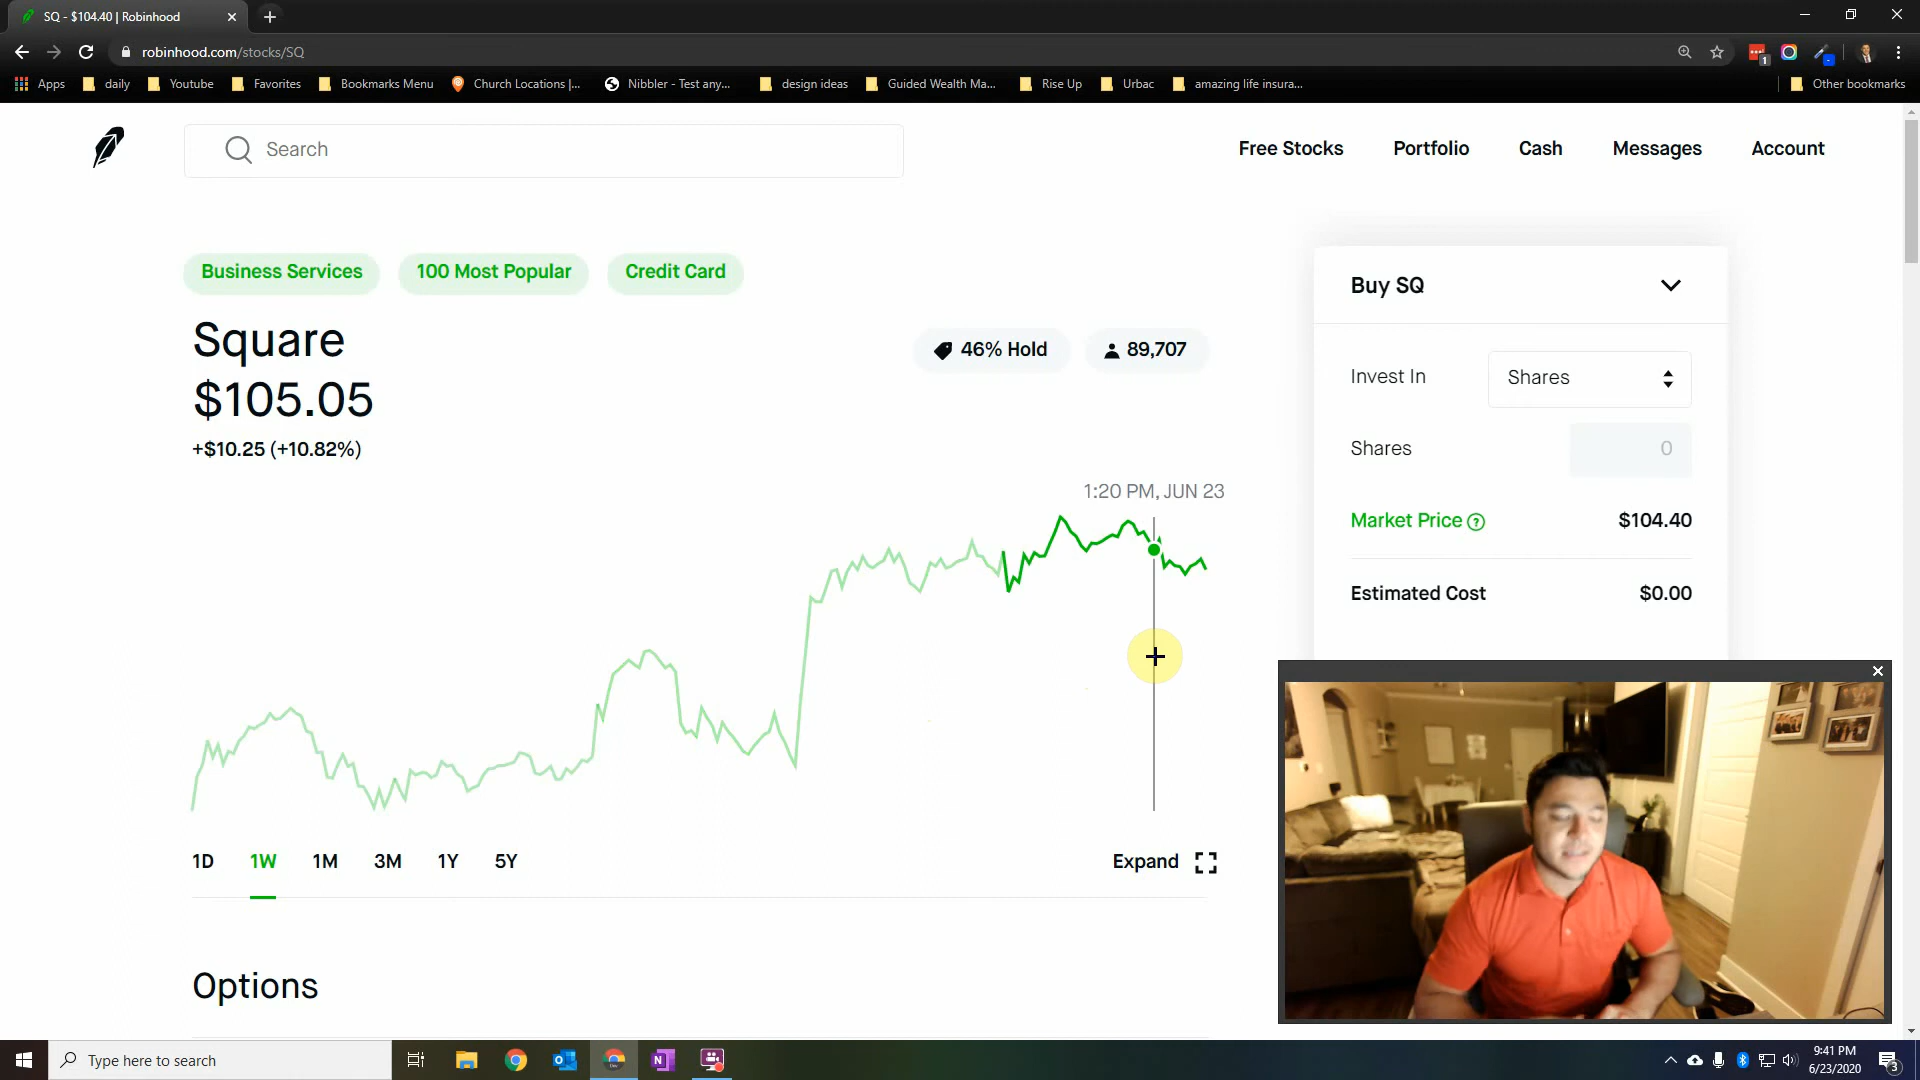 SQ - $104.40 | Robinhood
robinhood.com/stocks/SQ
1
Apps daily Youtube Favorites Bookmarks Menu Church Locations |... Nibbler - Test any... design ideas Guided Wealth Ma... Rise Up Urbac amazing life insura... Other bookmarks
Search
Free Stocks Portfolio Cash Messages Account
Business Services 100 Most Popular Credit Card
Square
$105.05
+$10.25 (+10.82%)
46% Hold 89,707
1:20 PM, JUN 23
1D 1W 1M 3M 1Y 5Y
Expand
Options
Buy SQ
Invest In Shares
Shares 0
Market Price ? $104.40
Estimated Cost $0.00
Type here to search
N
9:41 PM
6/23/2020
3